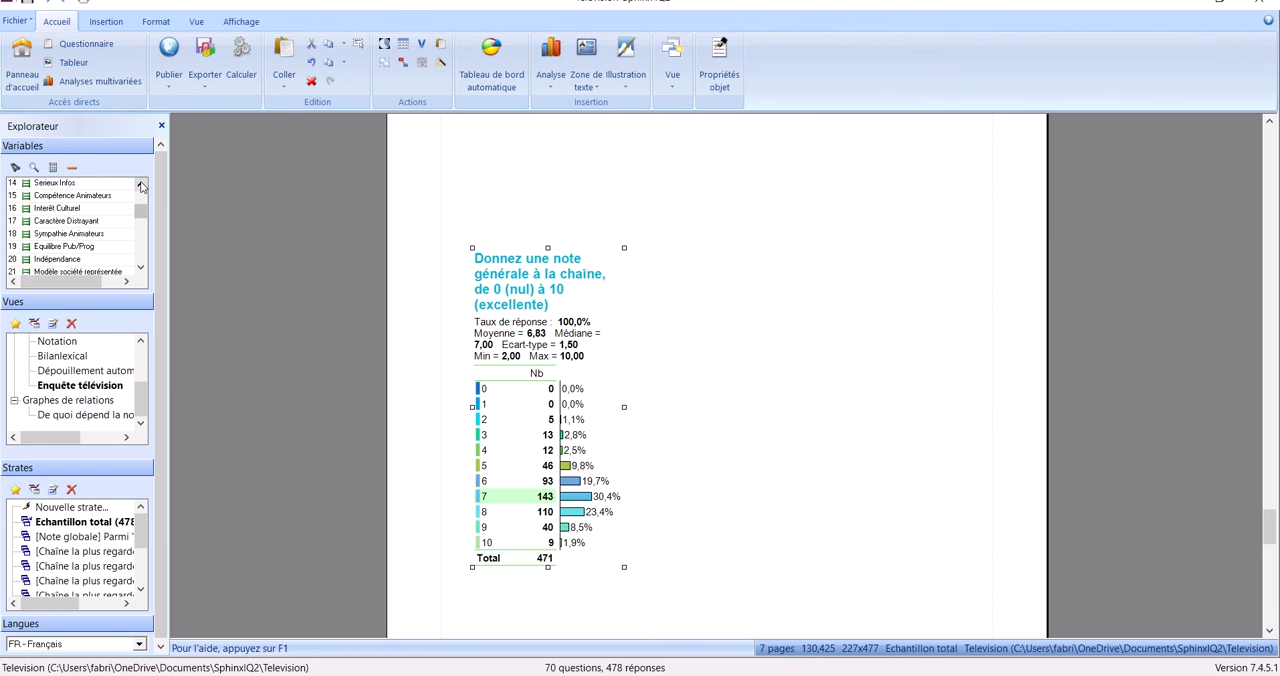 Fichier
Accueil
Insertion
Format
Vue
Affichage
Panneau d'accueil
Questionnaire
Tableur
Analyses multivariées
Accès directs
Publier
Exporter
Calculer
Coller
Edition
Actions
Tableau de bord automatique
Analyse
Zone de texte
Illustration
Insertion
Vue
Propriétés objet
Explorateur
Variables
14 Serieux Infos
15 Compétence Animateurs
16 Interêt Culturel
17 Caractère Distrayant
18 Sympathie Animateurs
19 Equilibre Pub/Prog
20 Indépendance
21 Modèle société représentée
Vues
Notation
Bilanlexical
Dépouillement autom
Enquête télévision
Graphes de relations
De quoi dépend la no
Strates
Nouvelle strate...
Echantillon total (478
[Note globale] Parmi "
[Chaîne la plus regard
[Chaîne la plus regard
[Chaîne la plus regard
[Chaîne la plus regard
Langues
FR - Français
Donnez une note
générale à la chaîne,
de 0 (nul) à 10
(excellente)
Taux de réponse : 100,0%
Moyenne = 6,83 Médiane =
7,00 Ecart-type = 1,50
Min = 2,00 Max = 10,00
Nb
0 0 0,0%
1 0 0,0%
2 5 1,1%
3 13 2,8%
4 12 2,5%
5 46 9,8%
6 93 19,7%
7 143 30,4%
8 110 23,4%
9 40 8,5%
10 9 1,9%
Total 471
Pour l'aide, appuyez sur F1
7 pages 130,425 227x477 Echantillon total Television (C:\Users\fabri\OneDrive\Documents\SphinxIQ2\Television)
Television (C:\Users\fabri\OneDrive\Documents\SphinxIQ2\Television)
70 questions, 478 réponses
Version 7.4.5.1